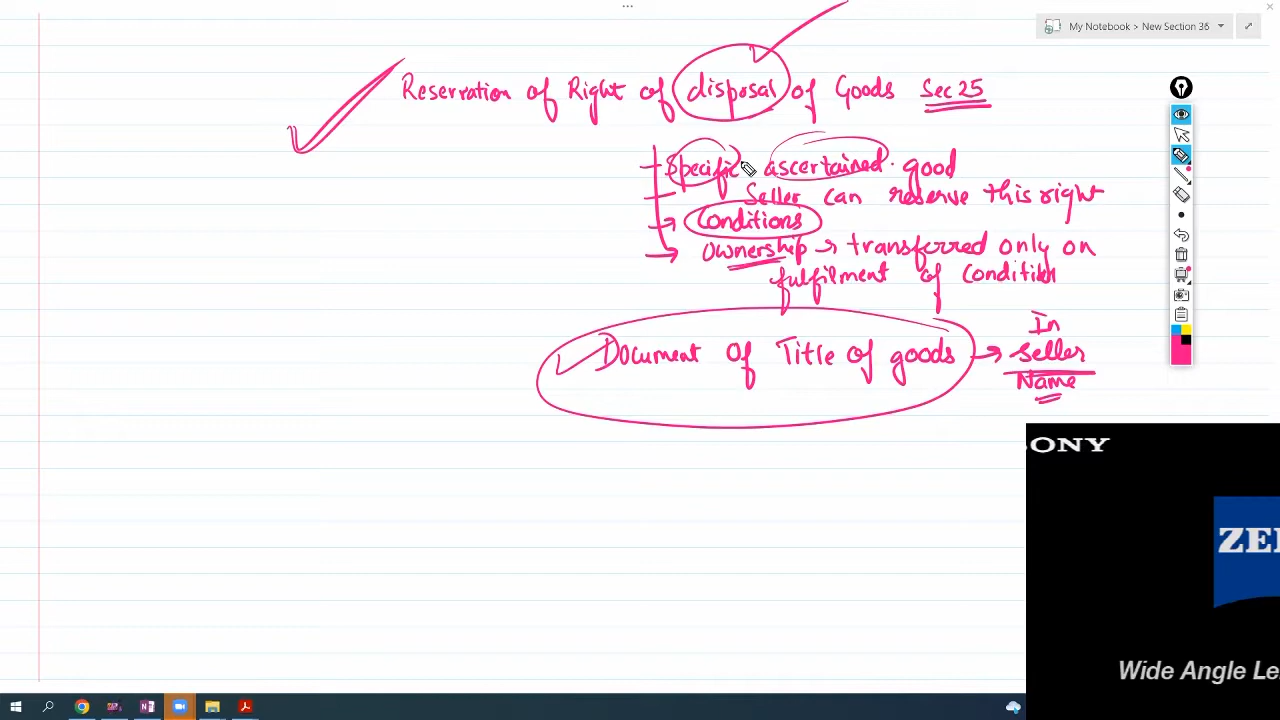 My Notebook > New Section 36
Reservation of Right of disposal of Goods Sec 25
Specific ascertained good
Seller can reserve this right
Conditions
Ownership → transferred only on
fulfilment of Condition
Document Of Title Of goods → In
Seller
Name
ONY
ZEI
Wide Angle Le